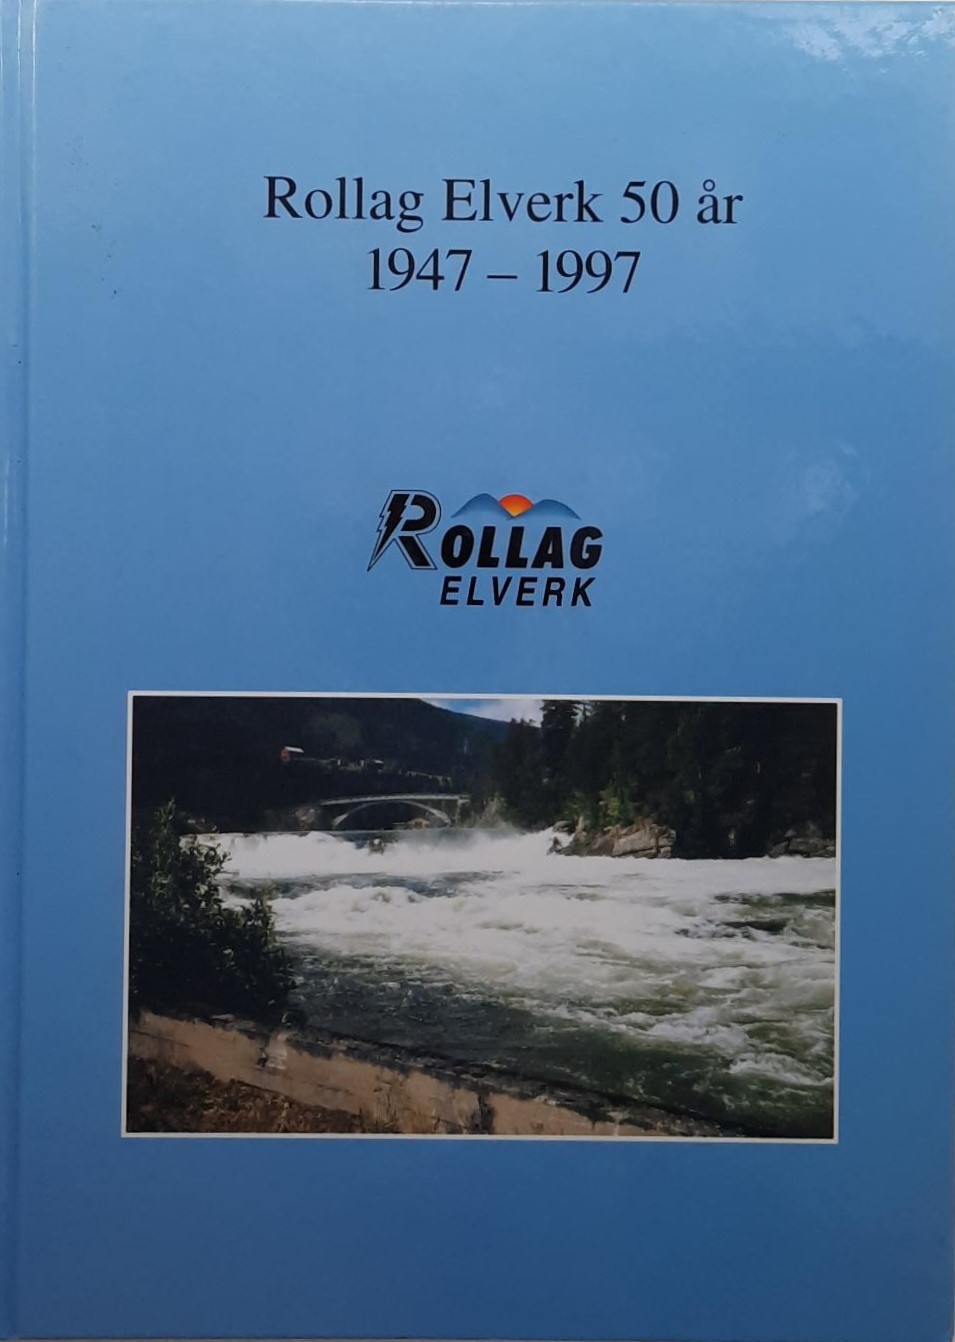 Rollag Elverk 50 år
1947 – 1997
ROLLAG
ELVERK